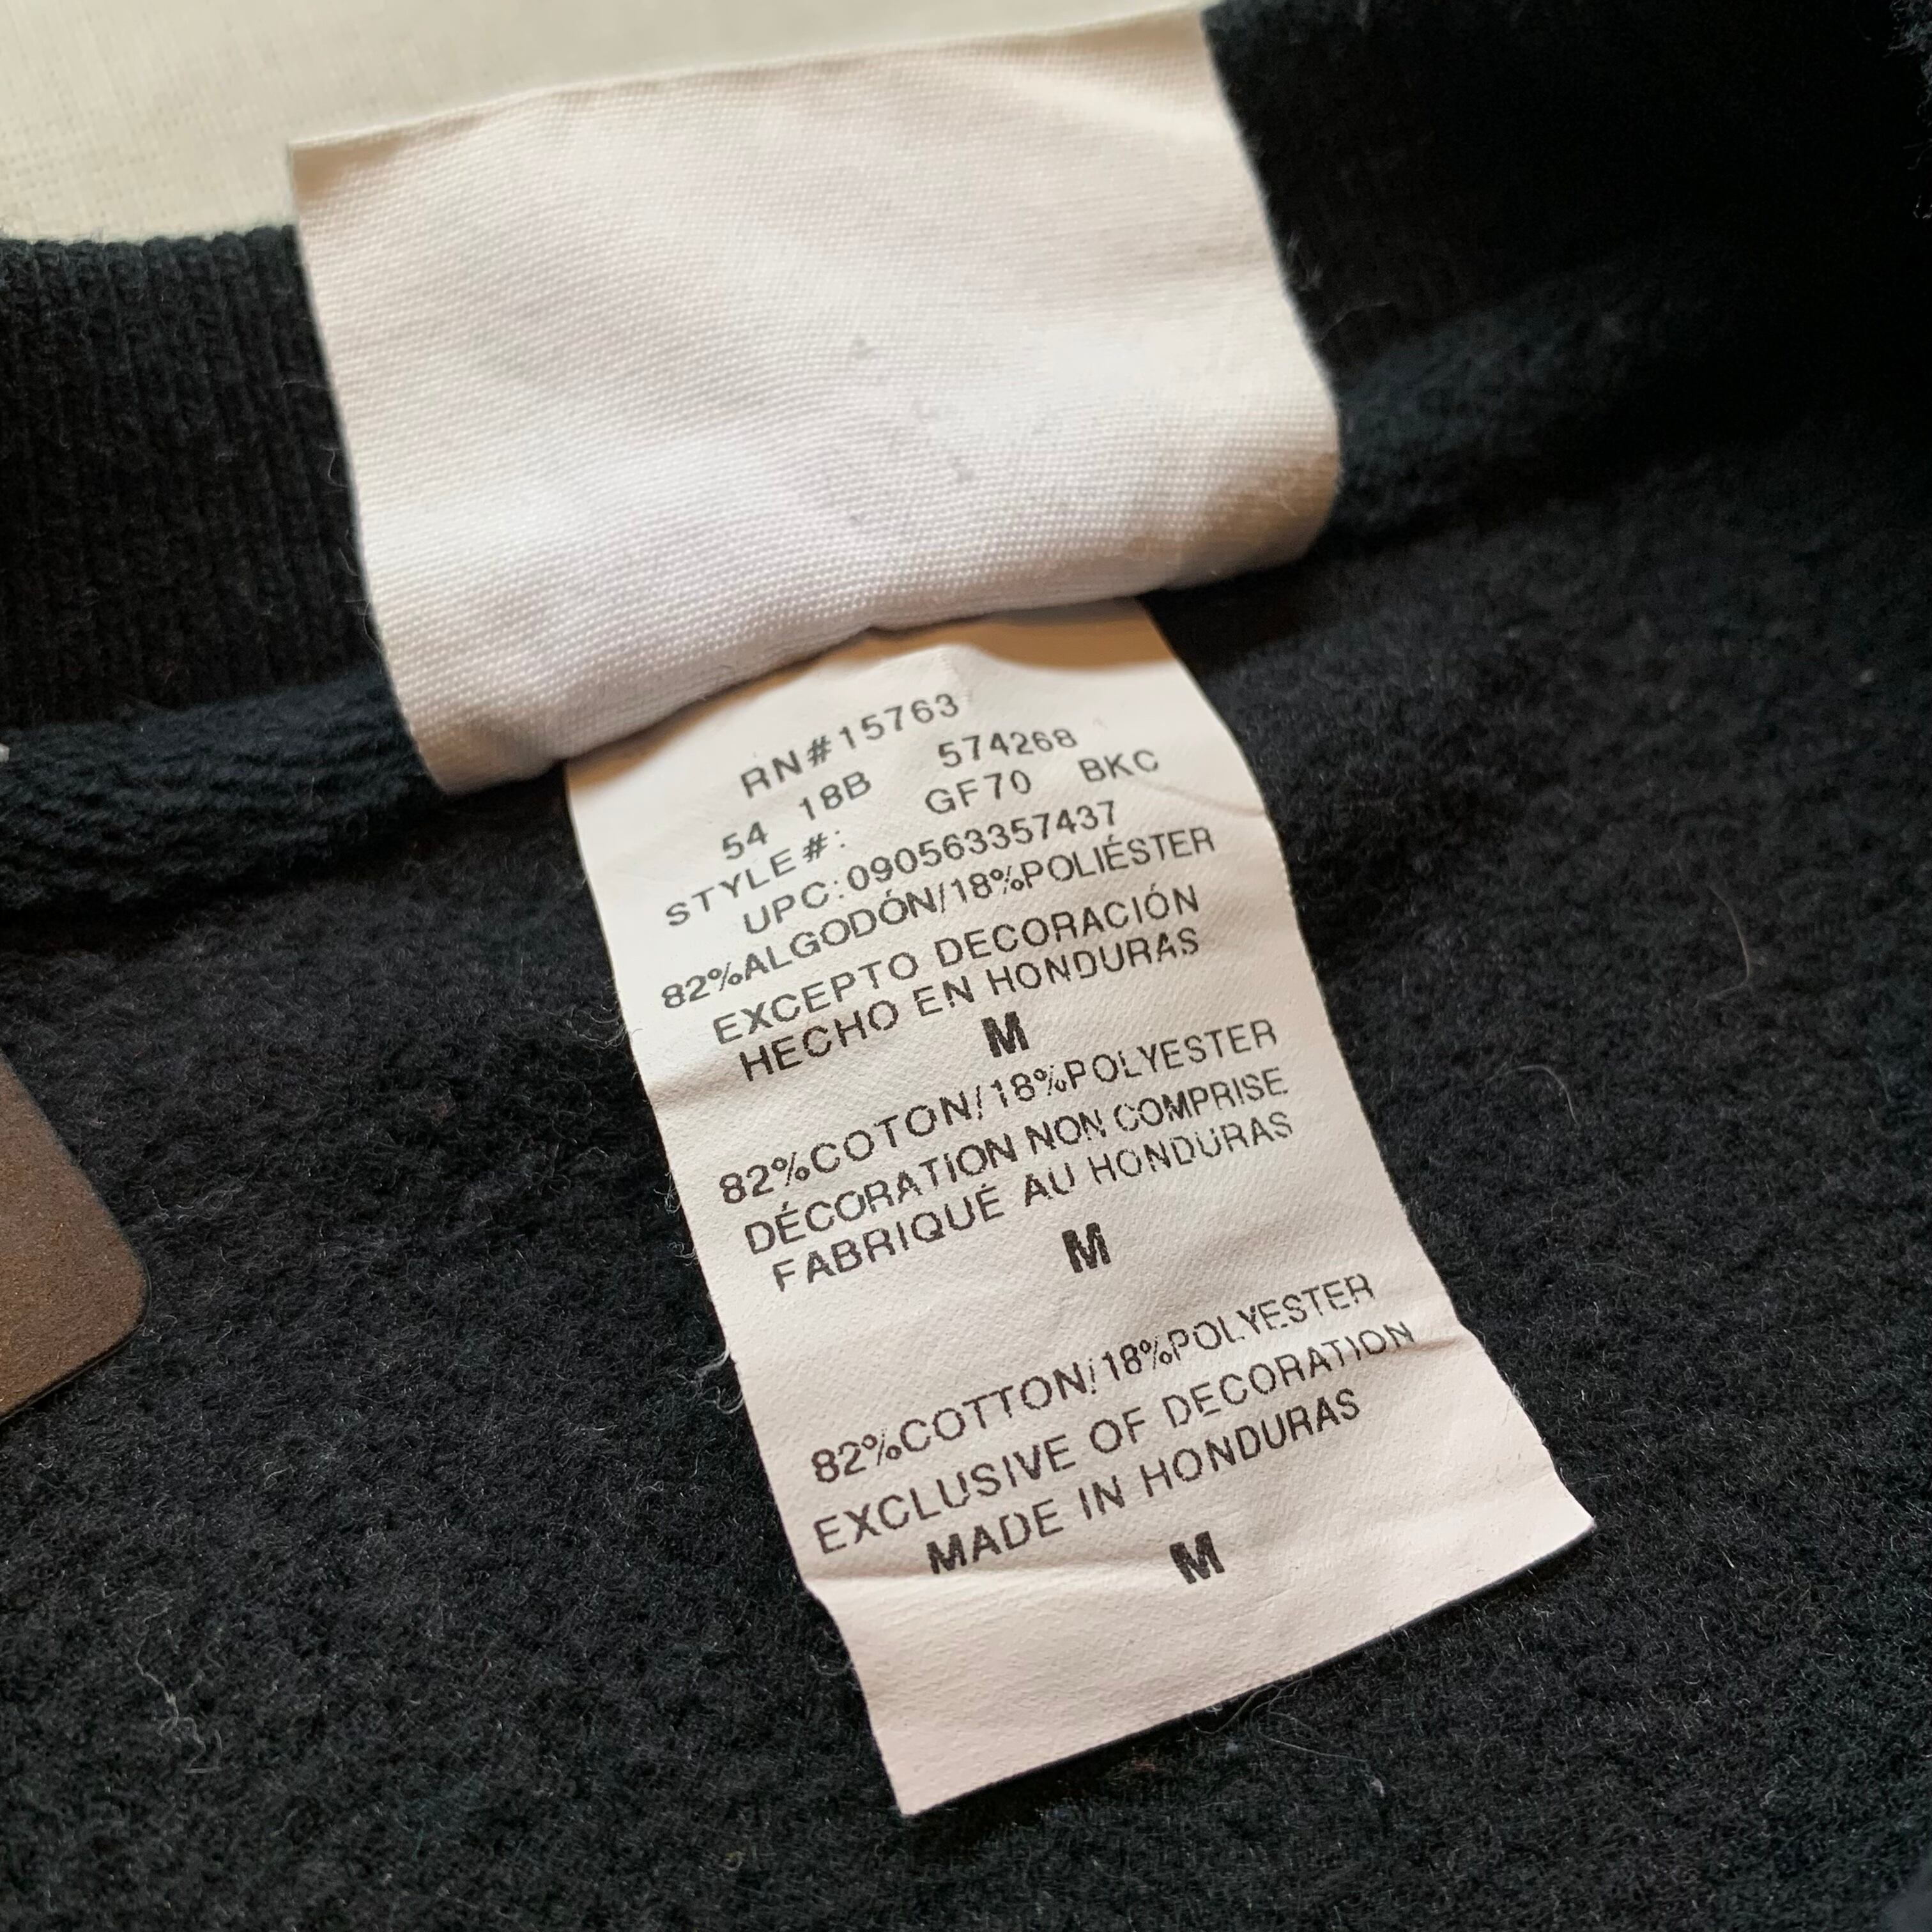 RN#15763
54 18B 574268
STYLE#: GF70 BKC
UPC:090563357437
82%ALGODÓN/18%POLIÉSTER
EXCEPTO DECORACIÓN
HECHO EN HONDURAS
M
82%COTON/18%POLYESTER
DÉCORATION NON COMPRISE
FABRIQUÉ AU HONDURAS
M
82%COTTON/18%POLYESTER
EXCLUSIVE OF DECORATION
MADE IN HONDURAS
M